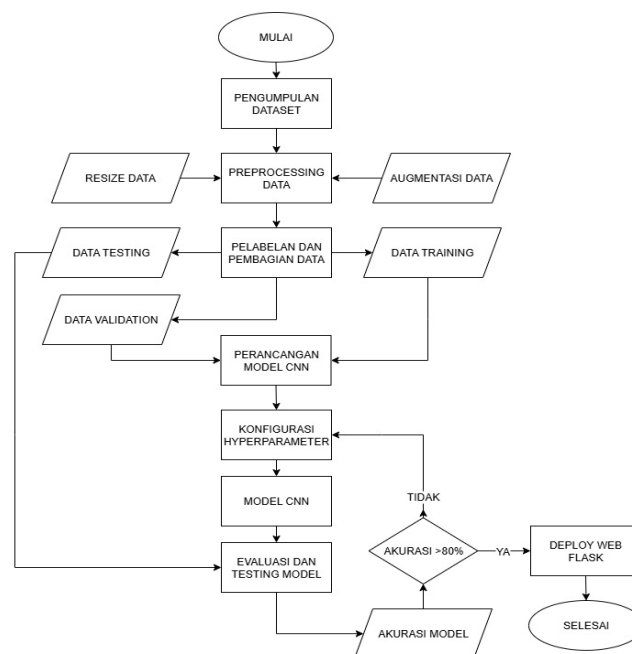 MULAI
PENGUMPULAN
DATASET
RESIZE DATA
PREPROCESSING
DATA
AUGMENTASI DATA
DATA TESTING
PELABELAN DAN
PEMBAGIAN DATA
DATA TRAINING
DATA VALIDATION
PERANCANGAN
MODEL CNN
KONFIGURASI
HYPERPARAMETER
MODEL CNN
TIDAK
EVALUASI DAN
TESTING MODEL
AKURASI >80%
YA
DEPLOY WEB
FLASK
AKURASI MODEL
SELESAI